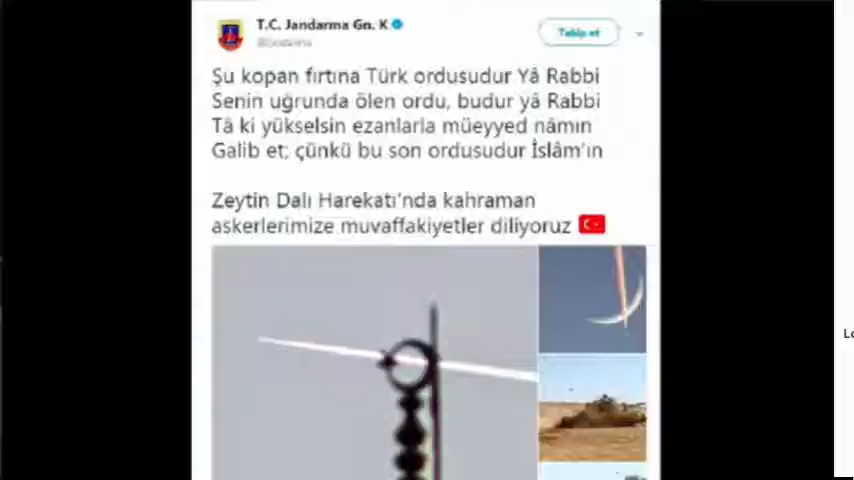 T.C. Jandarma Gn. K
Takip et
Şu kopan fırtına Türk ordusudur Yâ Rabbi
Senin uğrunda ölen ordu, budur yâ Rabbi
Tâ ki yükselsin ezanlarla müeyyed nâmın
Galib et; çünkü bu son ordusudur İslâm'ın
Zeytin Dalı Harekatı'nda kahraman
askerlerimize muvaffakiyetler diliyoruz